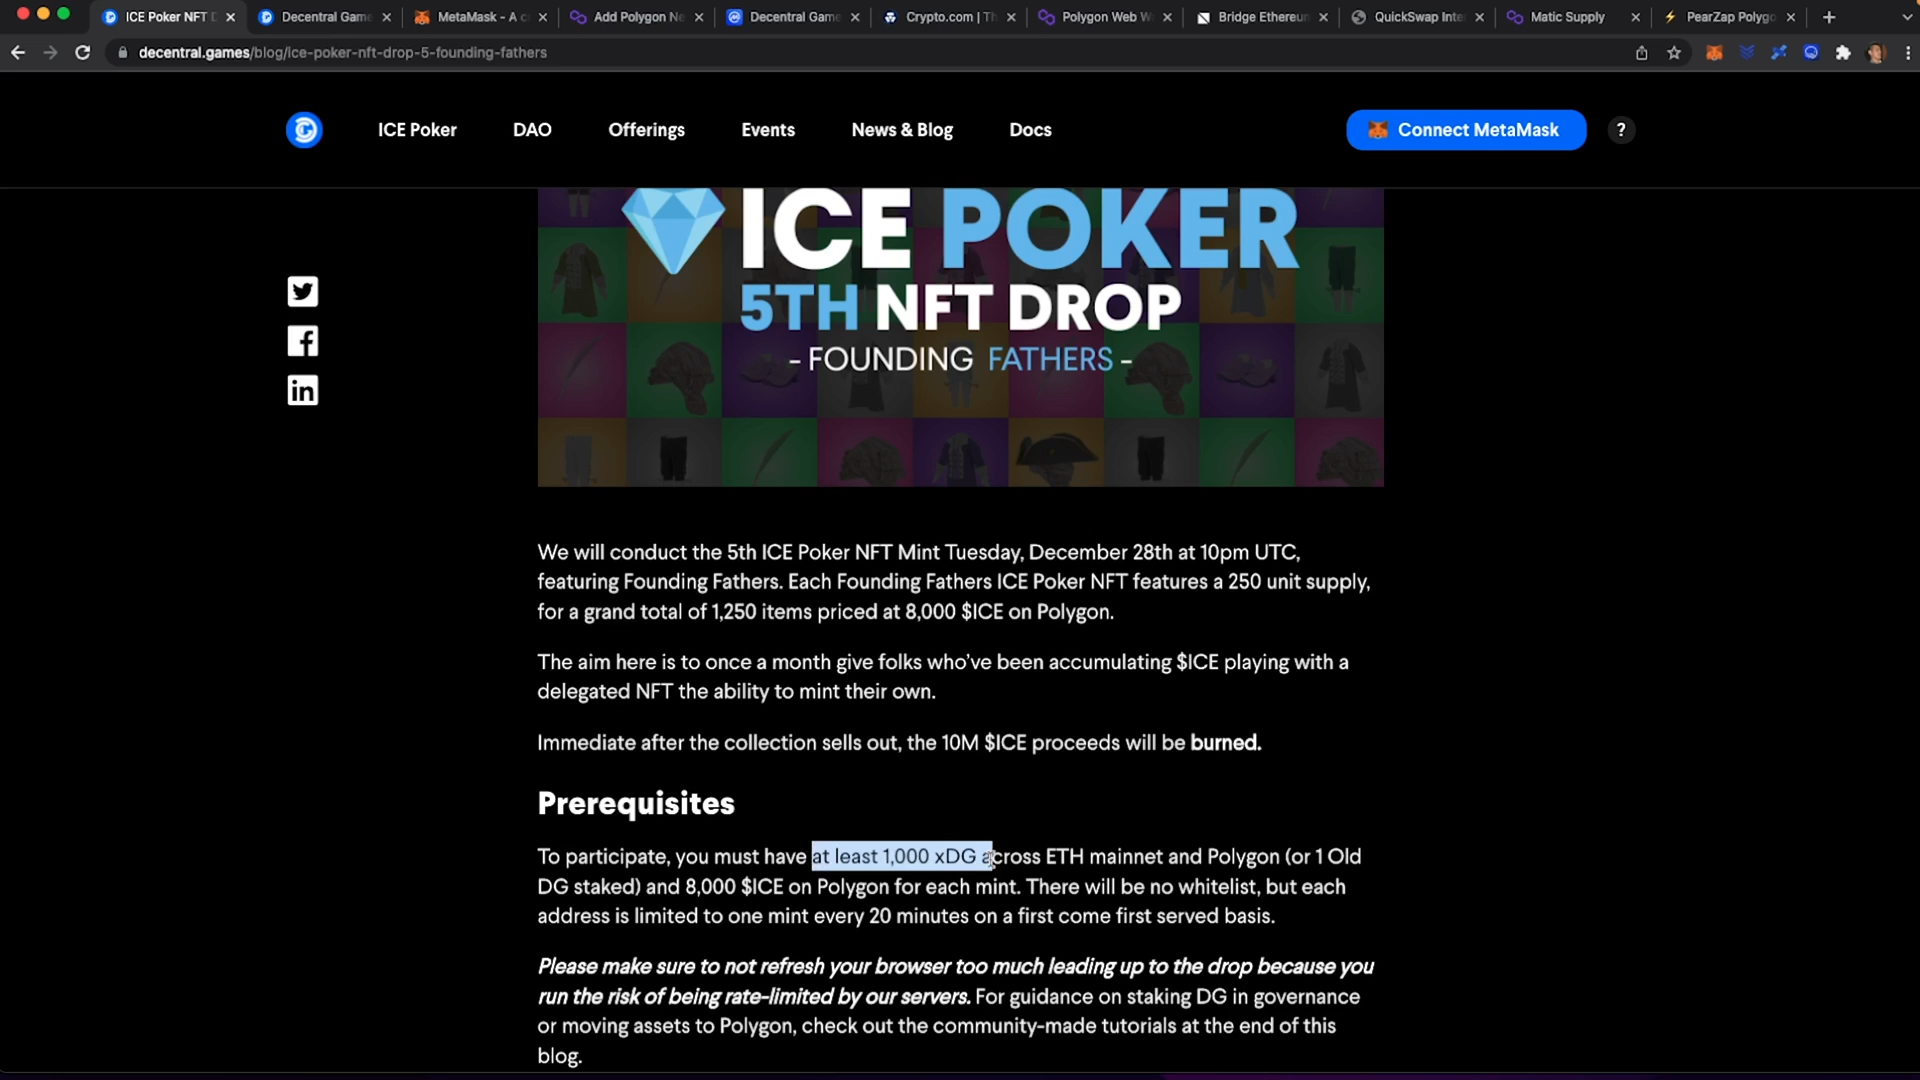 ICE Poker NFT D
Decentral Game
MetaMask - A c
Add Polygon Ne
Decentral Game
Crypto.com | Th
Polygon Web W
Bridge Ethereun
QuickSwap Inte
Matic Supply
PearZap Polygo
decentral.games/blog/ice-poker-nft-drop-5-founding-fathers
ICE Poker
DAO
Offerings
Events
News & Blog
Docs
Connect MetaMask
?
ICE POKER
5TH NFT DROP
- FOUNDING FATHERS -
We will conduct the 5th ICE Poker NFT Mint Tuesday, December 28th at 10pm UTC,
featuring Founding Fathers. Each Founding Fathers ICE Poker NFT features a 250 unit supply,
for a grand total of 1,250 items priced at 8,000 $ICE on Polygon.
The aim here is to once a month give folks who've been accumulating $ICE playing with a
delegated NFT the ability to mint their own.
Immediate after the collection sells out, the 10M $ICE proceeds will be burned.
Prerequisites
To participate, you must have at least 1,000 xDG across ETH mainnet and Polygon (or 1 Old
DG staked) and 8,000 $ICE on Polygon for each mint. There will be no whitelist, but each
address is limited to one mint every 20 minutes on a first come first served basis.
Please make sure to not refresh your browser too much leading up to the drop because you
run the risk of being rate-limited by our servers. For guidance on staking DG in governance
or moving assets to Polygon, check out the community-made tutorials at the end of this
blog.